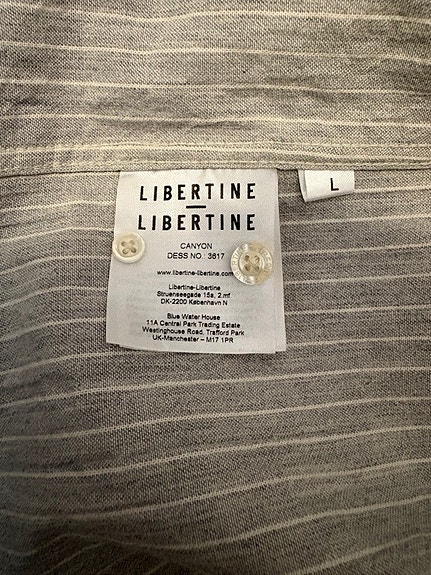 LIBERTINE
LIBERTINE
L
CANYON
DESS NO.: 3617
www.libertine-libertine.com
Libertine-Libertine
Struenseegade 15a, 2.mf
DK-2200 København N
Blue Water House
11A Central Park Trading Estate
Westinghouse Road, Trafford Park
UK-Manchester – M17 1PR